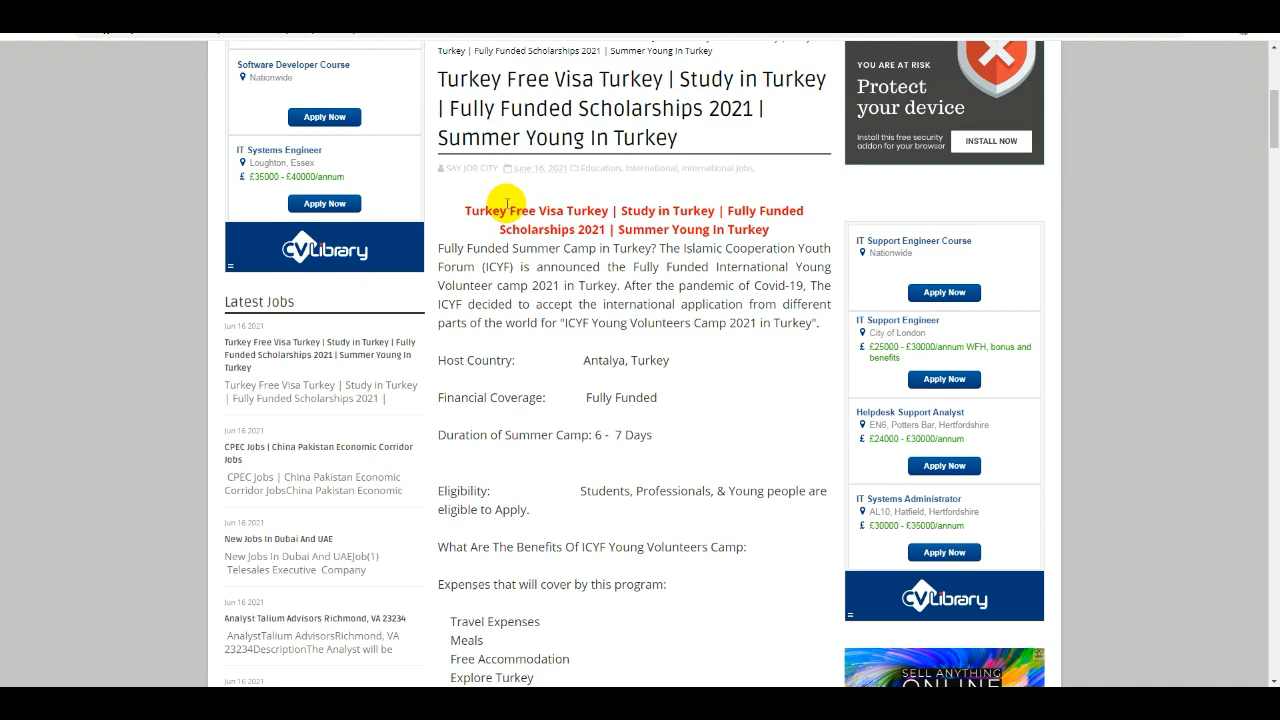 Software Developer Course
Nationwide
Apply Now
IT Systems Engineer
Loughton, Essex
£ £35000 - £40000/annum
Apply Now
CVLibrary
Latest Jobs
Jun 16 2021
Turkey Free Visa Turkey | Study in Turkey | Fully
Funded Scholarships 2021 | Summer Young In
Turkey
Turkey Free Visa Turkey | Study in Turkey
| Fully Funded Scholarships 2021 |
Jun 16 2021
CPEC Jobs | China Pakistan Economic Corridor
Jobs
CPEC Jobs | China Pakistan Economic
Corridor JobsChina Pakistan Economic
Jun 16 2021
New Jobs In Dubai And UAE
New Jobs In Dubai And UAEJob(1)
Telesales Executive Company
Jun 16 2021
Analyst Talium Advisors Richmond, VA 23234
AnalystTalium AdvisorsRichmond, VA
23234DescriptionThe Analyst will be
Jun 16 2021
Turkey | Fully Funded Scholarships 2021 | Summer Young In Turkey
Turkey Free Visa Turkey | Study in Turkey
| Fully Funded Scholarships 2021 |
Summer Young In Turkey
SAY JOB CITY June 16, 2021 Education, International, International Jobs,
Turkey Free Visa Turkey | Study in Turkey | Fully Funded
Scholarships 2021 | Summer Young In Turkey
Fully Funded Summer Camp in Turkey? The Islamic Cooperation Youth
Forum (ICYF) is announced the Fully Funded International Young
Volunteer camp 2021 in Turkey. After the pandemic of Covid-19, The
ICYF decided to accept the international application from different
parts of the world for "ICYF Young Volunteers Camp 2021 in Turkey".
Host Country: Antalya, Turkey
Financial Coverage: Fully Funded
Duration of Summer Camp: 6 - 7 Days
Eligibility: Students, Professionals, & Young people are
eligible to Apply.
What Are The Benefits Of ICYF Young Volunteers Camp:
Expenses that will cover by this program:
Travel Expenses
Meals
Free Accommodation
Explore Turkey
YOU ARE AT RISK
Protect
your device
Install this free security
addon for your browser
INSTALL NOW
IT Support Engineer Course
Nationwide
Apply Now
IT Support Engineer
City of London
£ £25000 - £30000/annum WFH, bonus and
benefits
Apply Now
Helpdesk Support Analyst
EN6, Potters Bar, Hertfordshire
£ £24000 - £30000/annum
Apply Now
IT Systems Administrator
AL10, Hatfield, Hertfordshire
£ £30000 - £35000/annum
Apply Now
CVLibrary
SELL ANYTHING
ONLINE